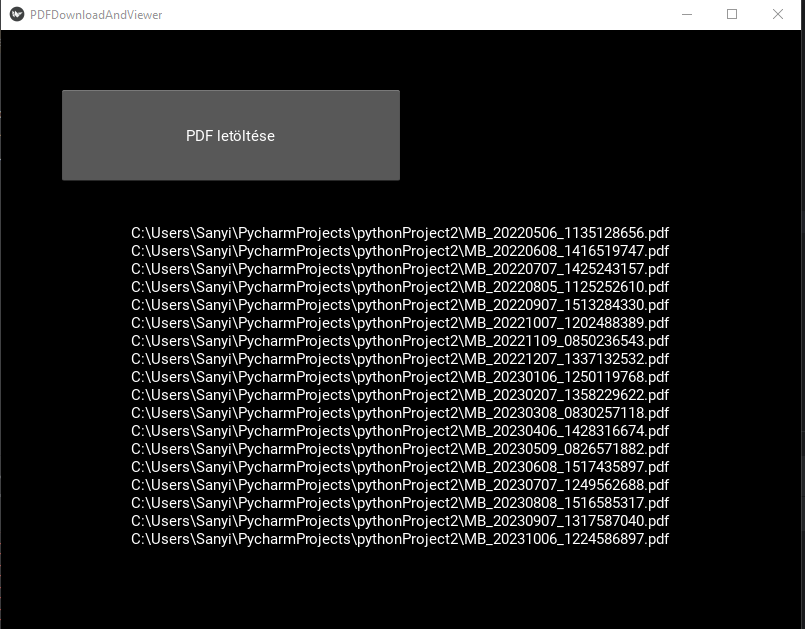 PDFDownloadAndViewer
PDF letöltése
C:\Users\Sanyi\PycharmProjects\pythonProject2\MB_20220506_1135128656.pdf
C:\Users\Sanyi\PycharmProjects\pythonProject2\MB_20220608_1416519747.pdf
C:\Users\Sanyi\PycharmProjects\pythonProject2\MB_20220707_1425243157.pdf
C:\Users\Sanyi\PycharmProjects\pythonProject2\MB_20220805_1125252610.pdf
C:\Users\Sanyi\PycharmProjects\pythonProject2\MB_20220907_1513284330.pdf
C:\Users\Sanyi\PycharmProjects\pythonProject2\MB_20221007_1202488389.pdf
C:\Users\Sanyi\PycharmProjects\pythonProject2\MB_20221109_0850236543.pdf
C:\Users\Sanyi\PycharmProjects\pythonProject2\MB_20221207_1337132532.pdf
C:\Users\Sanyi\PycharmProjects\pythonProject2\MB_20230106_1250119768.pdf
C:\Users\Sanyi\PycharmProjects\pythonProject2\MB_20230207_1358229622.pdf
C:\Users\Sanyi\PycharmProjects\pythonProject2\MB_20230308_0830257118.pdf
C:\Users\Sanyi\PycharmProjects\pythonProject2\MB_20230406_1428316674.pdf
C:\Users\Sanyi\PycharmProjects\pythonProject2\MB_20230509_0826571882.pdf
C:\Users\Sanyi\PycharmProjects\pythonProject2\MB_20230608_1517435897.pdf
C:\Users\Sanyi\PycharmProjects\pythonProject2\MB_20230707_1249562688.pdf
C:\Users\Sanyi\PycharmProjects\pythonProject2\MB_20230808_1516585317.pdf
C:\Users\Sanyi\PycharmProjects\pythonProject2\MB_20230907_1317587040.pdf
C:\Users\Sanyi\PycharmProjects\pythonProject2\MB_20231006_1224586897.pdf